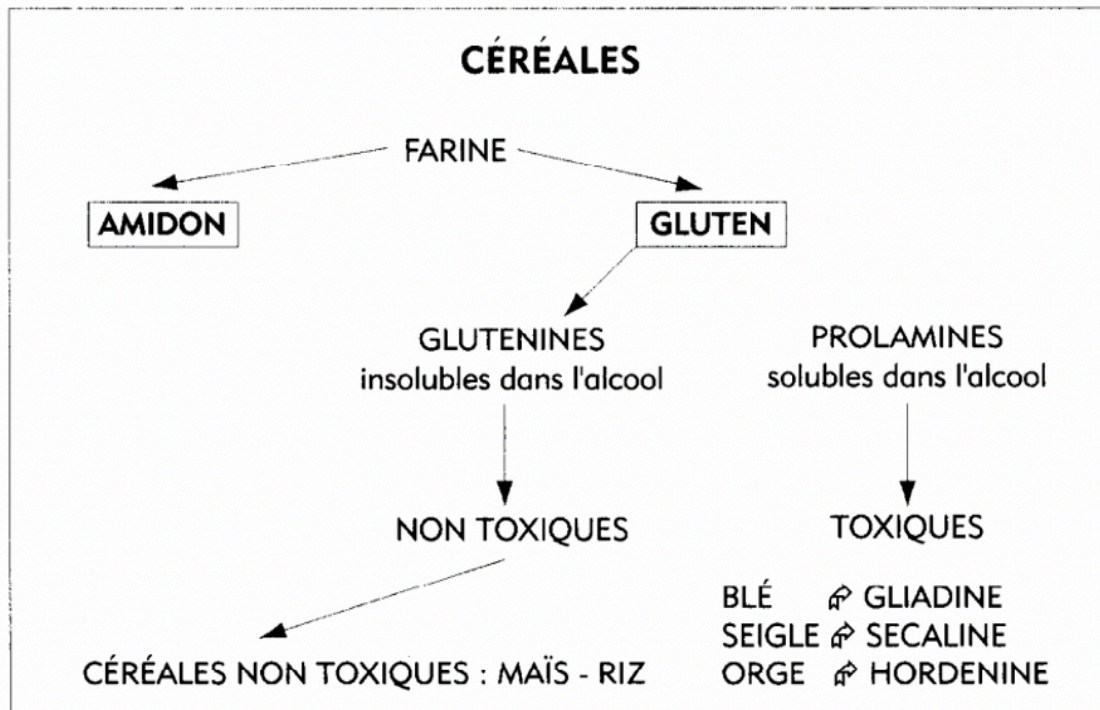 CÉRÉALES
FARINE
AMIDON
GLUTEN
GLUTENINES
insolubles dans l'alcool
PROLAMINES
solubles dans l'alcool
NON TOXIQUES
TOXIQUES
CÉRÉALES NON TOXIQUES : MAÏS - RIZ
BLÉ GLIADINE
SEIGLE SECALINE
ORGE HORDENINE